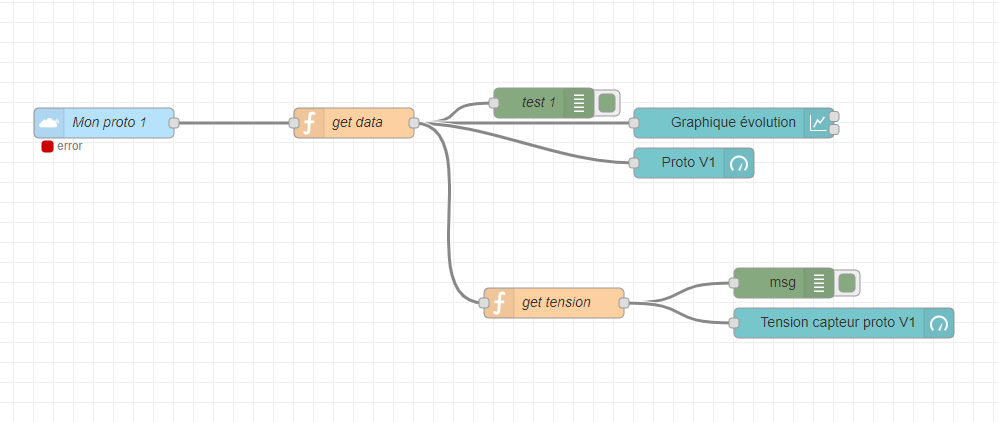 test 1
Mon proto 1
get data
Graphique évolution
error
Proto V1
msg
get tension
Tension capteur proto V1